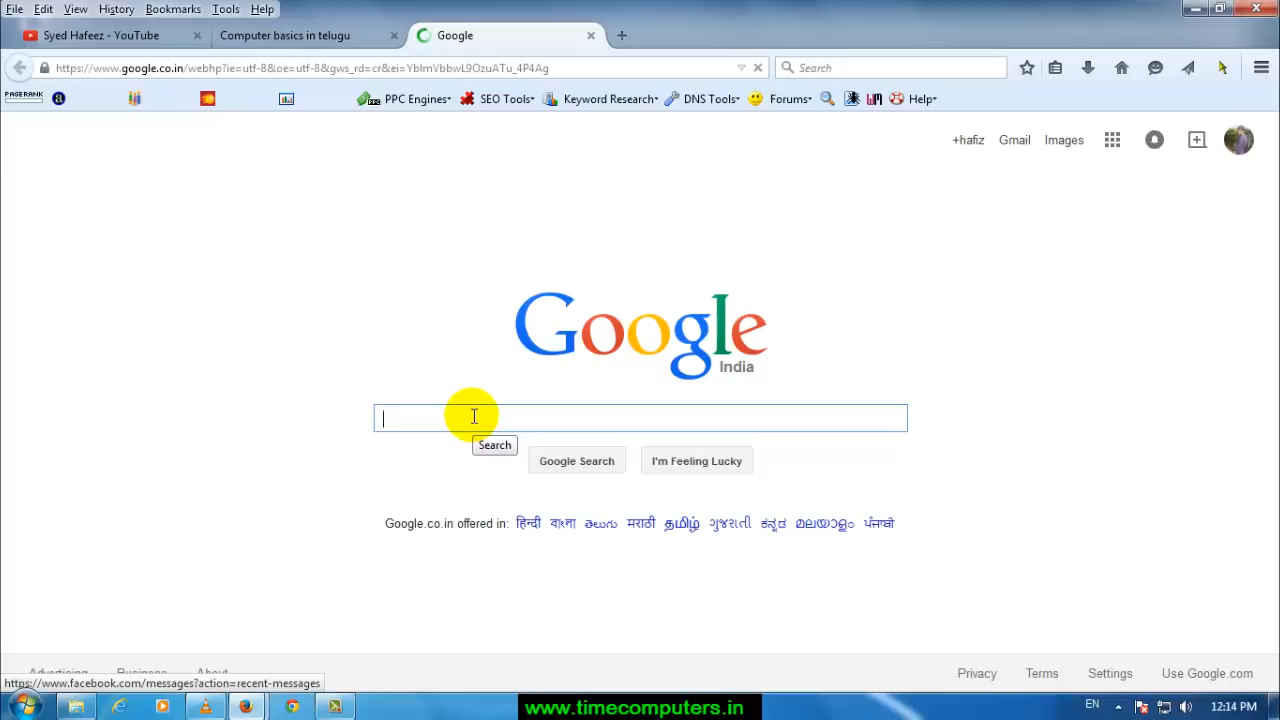 File Edit View History Bookmarks Tools Help
Syed Hafeez - YouTube Computer basics in telugu Google
https://www.google.co.in/webhp?ie=utf-8&oe=utf-8&gws_rd=cr&ei=YbImVbbwL9OzuATu_4P4Ag Search
PAGERANK PPC Engines SEO Tools Keyword Research DNS Tools Forums Help
+hafiz Gmail Images
Google
India
Search
Google Search I'm Feeling Lucky
Google.co.in offered in: हिन्दी বাংলা తెలుగు मराठी தமிழ் ગુજરાતી ಕನ್ನಡ മലയാളം ਪੰਜਾਬੀ
Advertising Business About Privacy Terms Settings Use Google.com
https://www.facebook.com/messages?action=recent-messages
www.timecomputers.in EN 12:14 PM